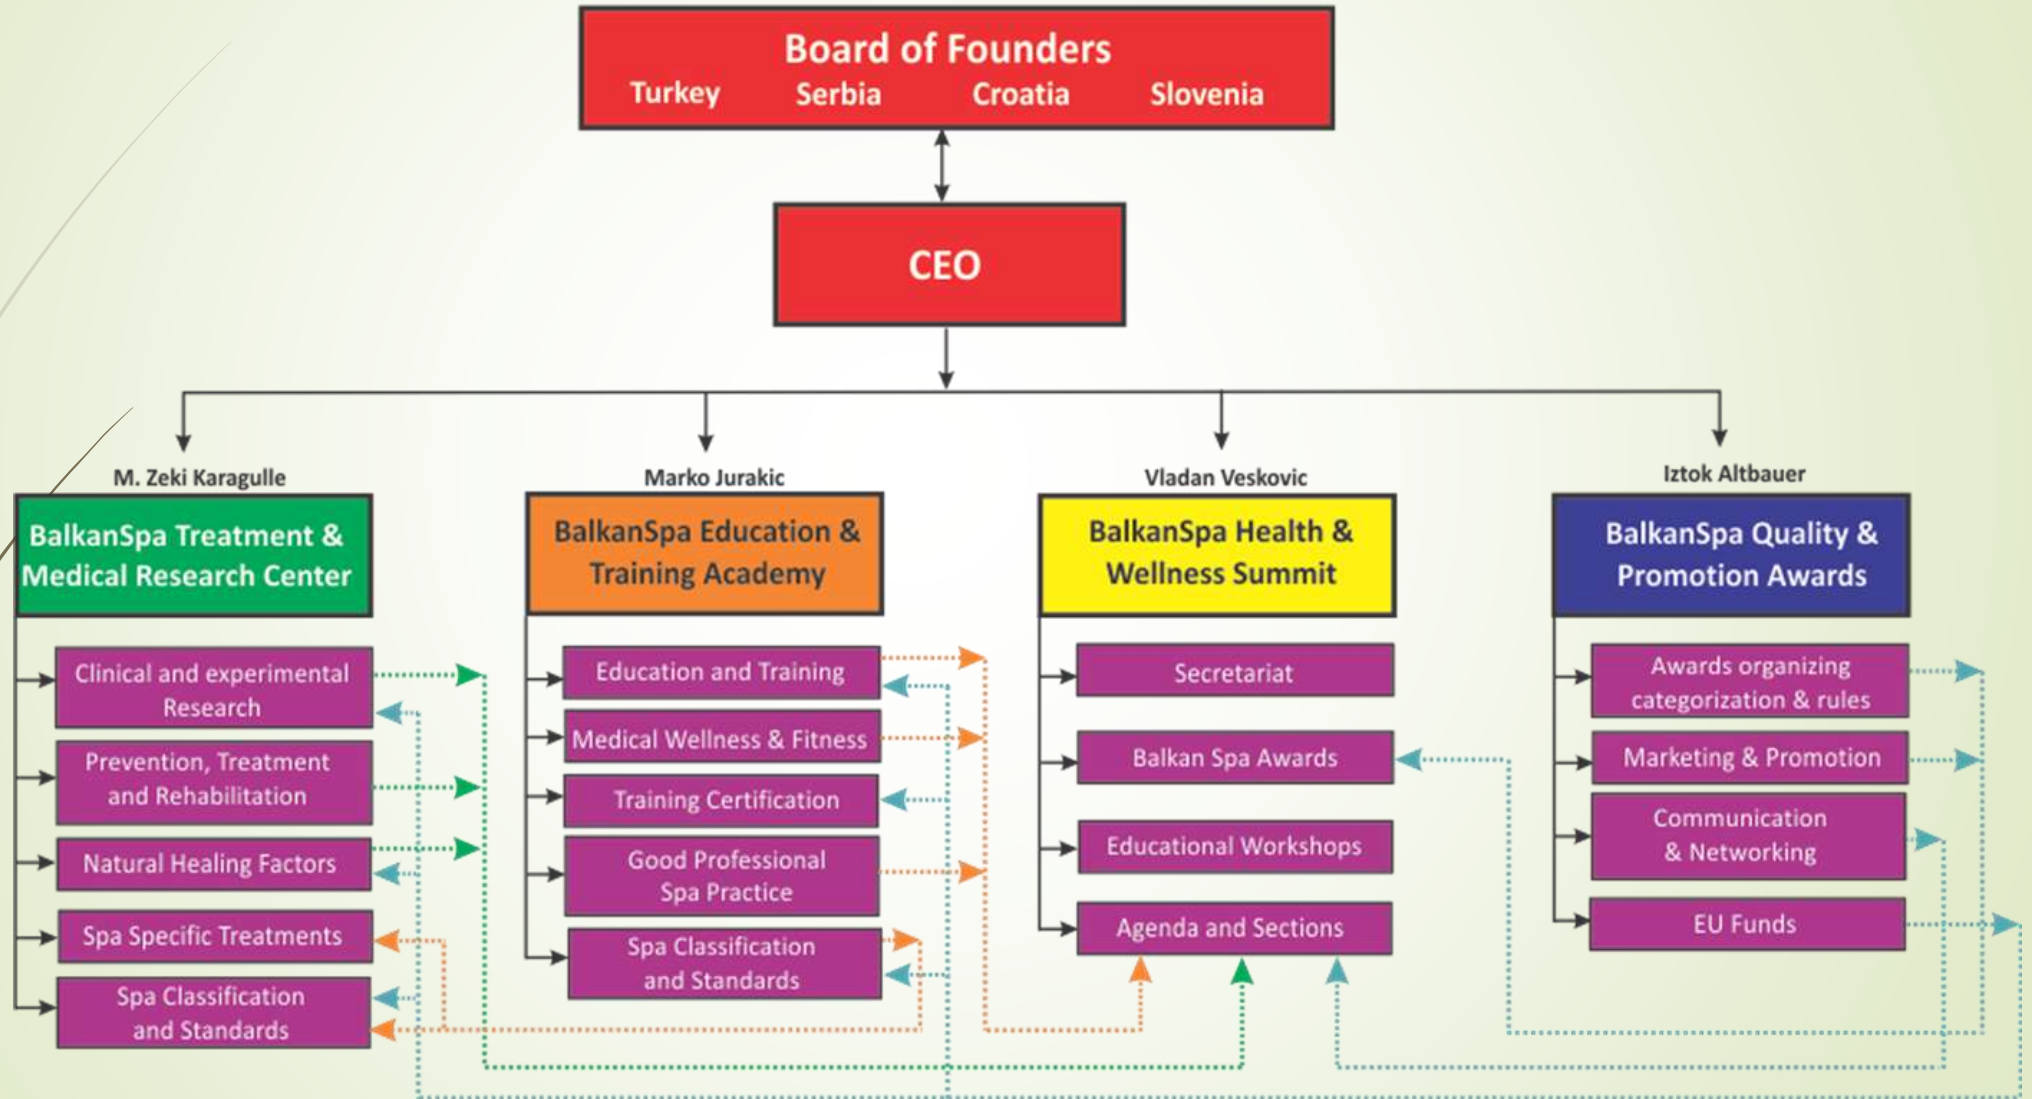 Board of Founders
Turkey Serbia Croatia Slovenia
CEO
M. Zeki Karagulle
BalkanSpa Treatment &
Medical Research Center
Clinical and experimental
Research
Prevention, Treatment
and Rehabilitation
Natural Healing Factors
Spa Specific Treatments
Spa Classification
and Standards
Marko Jurakic
BalkanSpa Education &
Training Academy
Education and Training
Medical Wellness & Fitness
Training Certification
Good Professional
Spa Practice
Spa Classification
and Standards
Vladan Veskovic
BalkanSpa Health &
Wellness Summit
Secretariat
Balkan Spa Awards
Educational Workshops
Agenda and Sections
Iztok Altbauer
BalkanSpa Quality &
Promotion Awards
Awards organizing
categorization & rules
Marketing & Promotion
Communication
& Networking
EU Funds